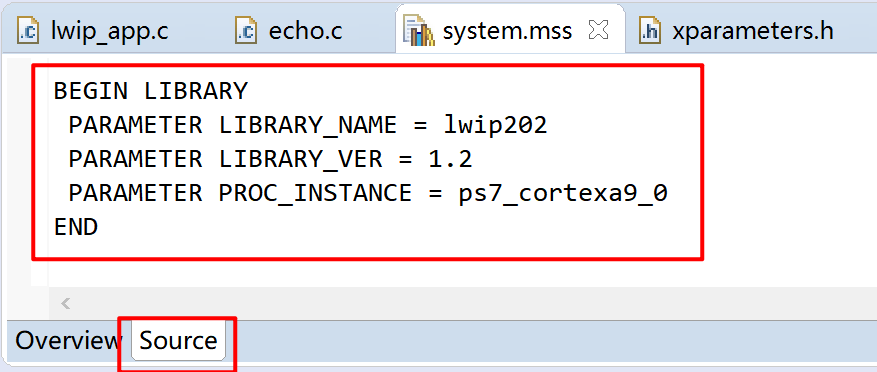 lwip_app.c echo.c system.mss xparameters.h
BEGIN LIBRARY
PARAMETER LIBRARY_NAME = lwip202
PARAMETER LIBRARY_VER = 1.2
PARAMETER PROC_INSTANCE = ps7_cortexa9_0
END
Overview Source